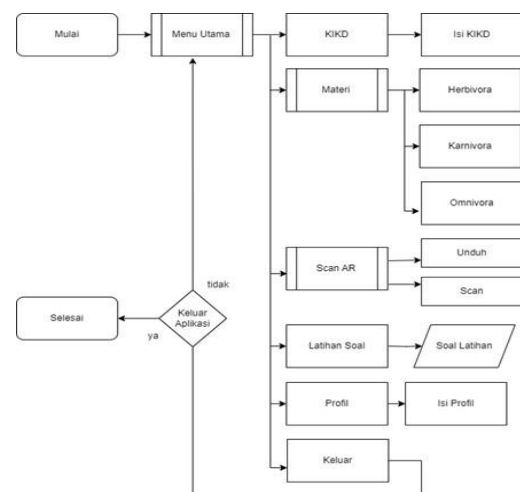 Mulai
Menu Utama
KIKD
Isi KIKD
Materi
Herbivora
Karnivora
Omnivora
Scan AR
Unduh
Scan
tidak
Selesai
ya
Keluar
Aplikasi
Latihan Soal
Soal Latihan
Profil
Isi Profil
Keluar